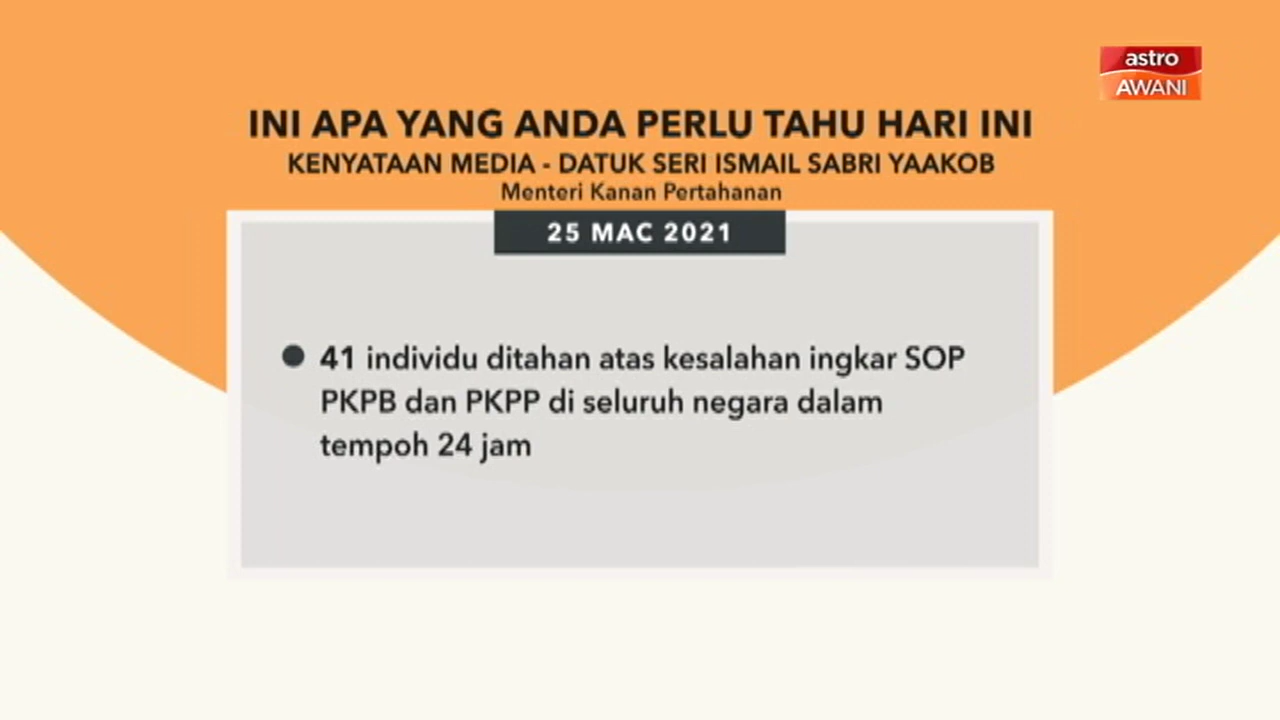 astro
AWANI
INI APA YANG ANDA PERLU TAHU HARI INI
KENYATAAN MEDIA - DATUK SERI ISMAIL SABRI YAAKOB
Menteri Kanan Pertahanan
25 MAC 2021
● 41 individu ditahan atas kesalahan ingkar SOP
PKPB dan PKPP di seluruh negara dalam
tempoh 24 jam